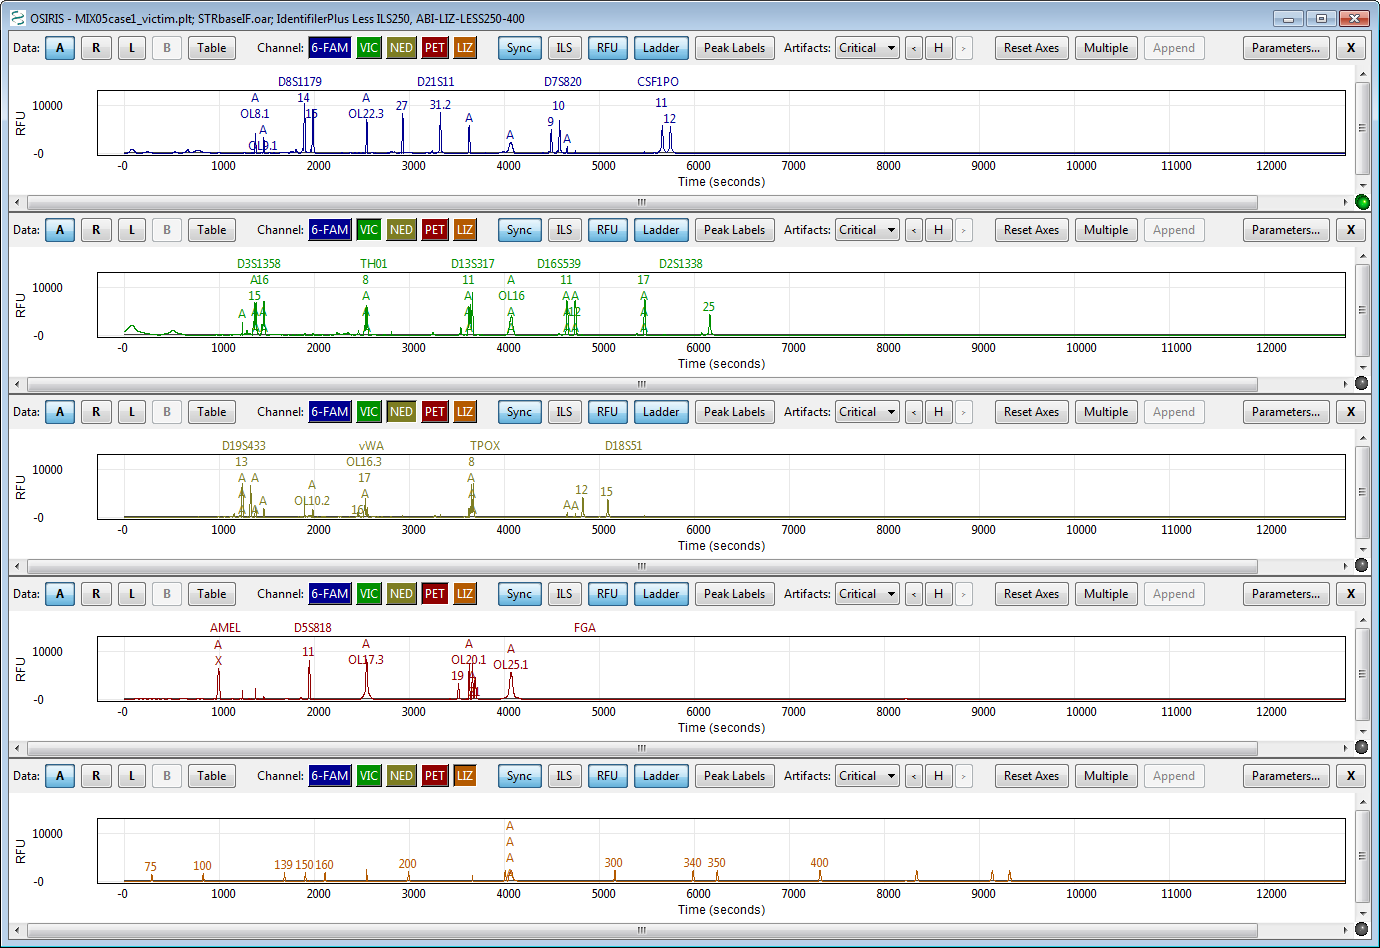 OSIRIS - MIX05case1_victim.plt; STRbaseIF.oar; IdentifilerPlus Less ILS250, ABI-LIZ-LESS250-400
Data: A R L B Table Channel: 6-FAM VIC NED PET LIZ Sync ILS RFU Ladder Peak Labels Artifacts: Critical < H > Reset Axes Multiple Append Parameters... X
D8S1179 D21S11 D7S820 CSF1PO
A 14 A 27 31.2 10 11
10000 OL8.1 15 OL22.3 A 9 12
RFU A A A
OL9.1
-0
-0 1000 2000 3000 4000 5000 6000 7000 8000 9000 10000 11000 12000
Time (seconds)
Data: A R L B Table Channel: 6-FAM VIC NED PET LIZ Sync ILS RFU Ladder Peak Labels Artifacts: Critical < H > Reset Axes Multiple Append Parameters... X
D3S1358 TH01 D13S317 D16S539 D2S1338
A16 8 11 A 11 17
10000 15 A A OL16 A A A 25
RFU A A A A A A A A12 A
-0
-0 1000 2000 3000 4000 5000 6000 7000 8000 9000 10000 11000 12000
Time (seconds)
Data: A R L B Table Channel: 6-FAM VIC NED PET LIZ Sync ILS RFU Ladder Peak Labels Artifacts: Critical < H > Reset Axes Multiple Append Parameters... X
D19S433 vWA TPOX D18S51
13 OL16.3 8
10000 A A A 17 A 12 15
RFU A A OL10.2 A A A A
A A 16 A
-0
-0 1000 2000 3000 4000 5000 6000 7000 8000 9000 10000 11000 12000
Time (seconds)
Data: A R L B Table Channel: 6-FAM VIC NED PET LIZ Sync ILS RFU Ladder Peak Labels Artifacts: Critical < H > Reset Axes Multiple Append Parameters... X
AMEL D5S818 FGA
A 11 A A A
10000 X OL17.3 OL20.1 OL25.1
RFU 19
-0
-0 1000 2000 3000 4000 5000 6000 7000 8000 9000 10000 11000 12000
Time (seconds)
Data: A R L B Table Channel: 6-FAM VIC NED PET LIZ Sync ILS RFU Ladder Peak Labels Artifacts: Critical < H > Reset Axes Multiple Append Parameters... X
A
10000 A
RFU 75 100 139 150 160 200 A 300 340 350 400
A
-0
-0 1000 2000 3000 4000 5000 6000 7000 8000 9000 10000 11000 12000
Time (seconds)